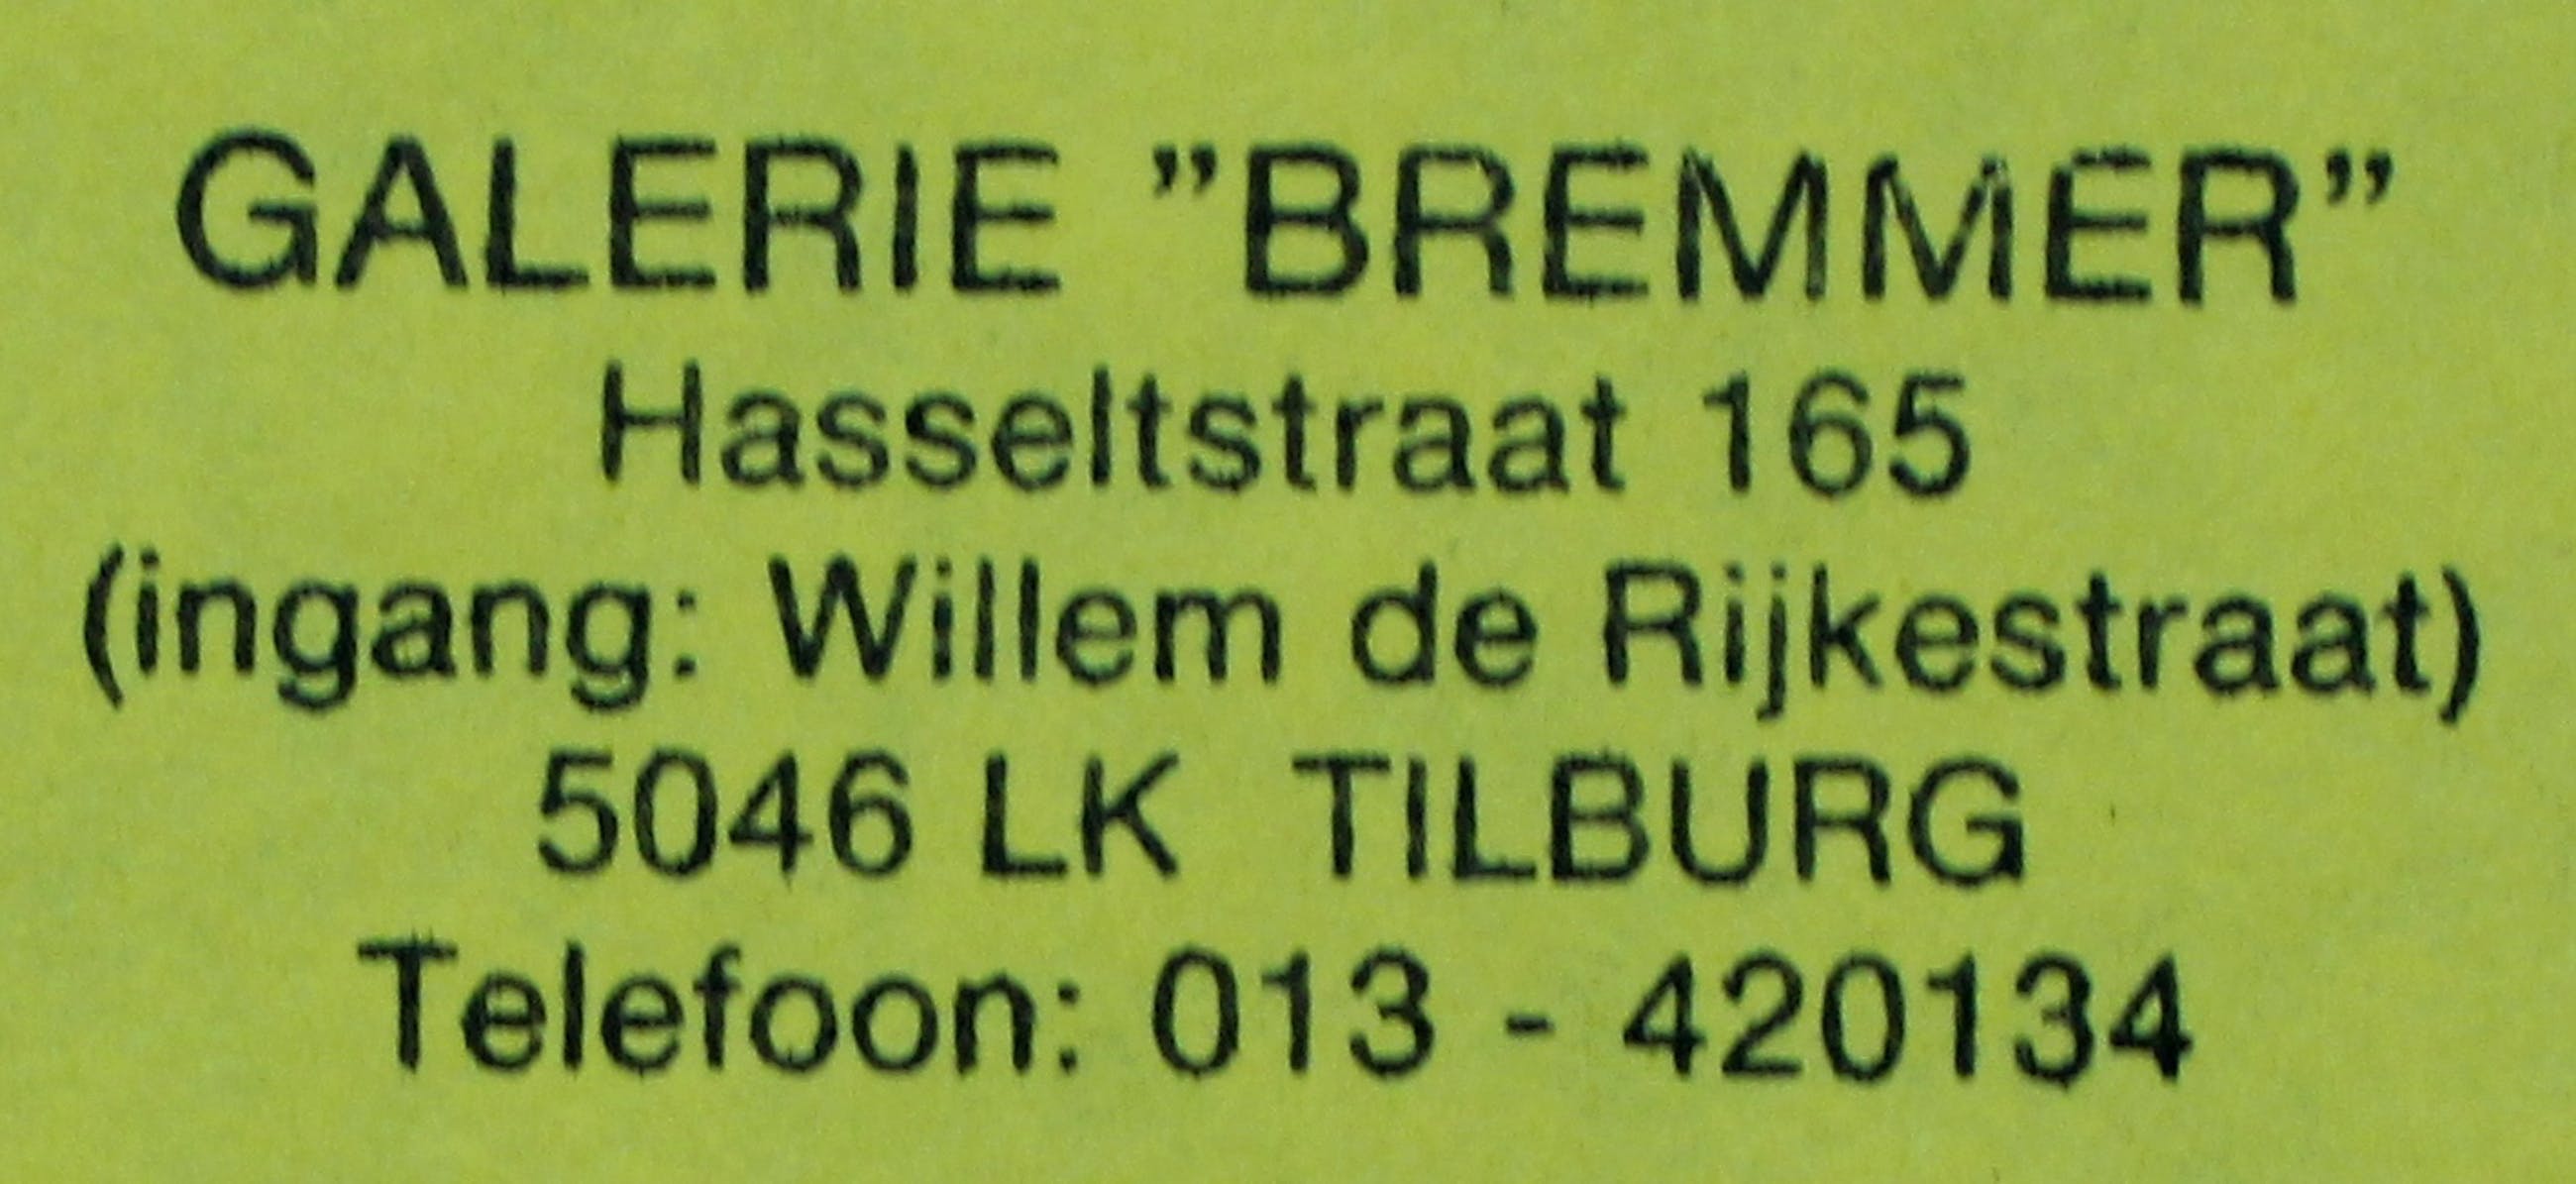 GALERIE ”BREMMER”
Hasseltstraat 165
(ingang: Willem de Rijkestraat)
5046 LK TILBURG
Telefoon: 013 - 420134